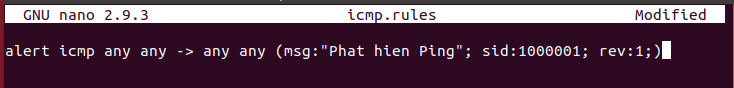 GNU nano 2.9.3 icmp.rules Modified
alert icmp any any -> any any (msg:"Phat hien Ping"; sid:1000001; rev:1;)